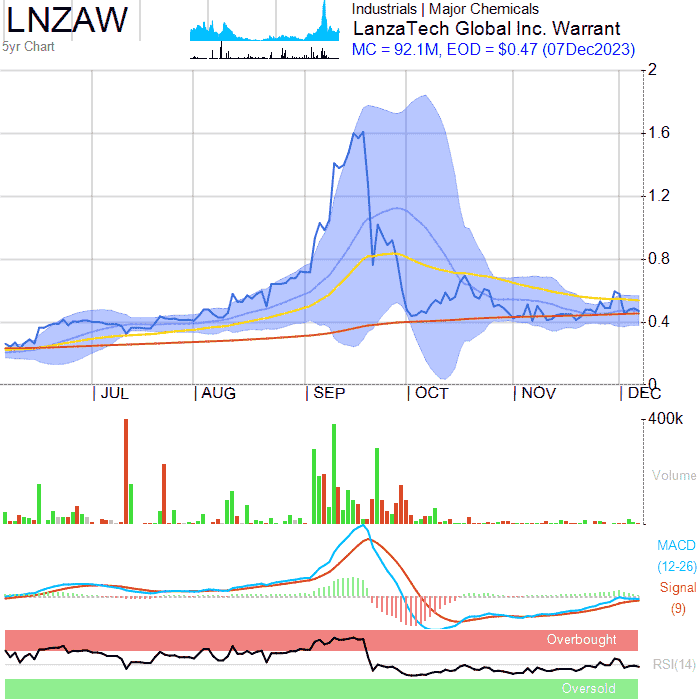 LNZAW
5yr Chart
Industrials | Major Chemicals
LanzaTech Global Inc. Warrant
MC = 92.1M, EOD = $0.47 (07Dec2023)
2
1.6
1.2
0.8
0.4
0
JUL AUG SEP OCT NOV DEC
400k
Volume
MACD
(12-26)
Signal
(9)
Overbought
RSI(14)
Oversold